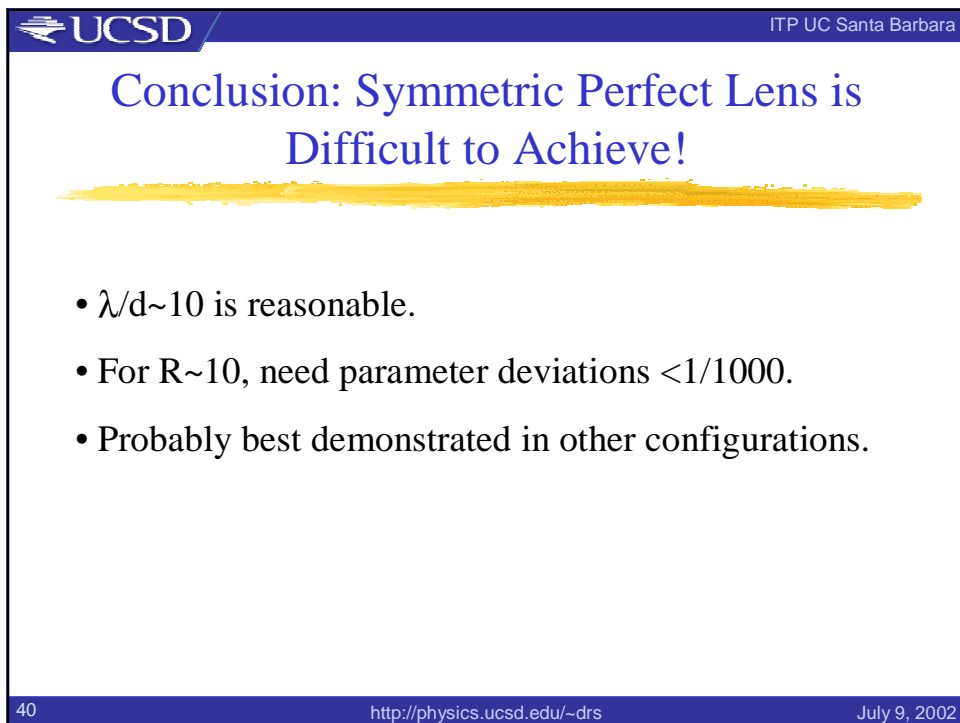 UCSD
ITP UC Santa Barbara
Conclusion: Symmetric Perfect Lens is
Difficult to Achieve!
• λ/d~10 is reasonable.
• For R~10, need parameter deviations <1/1000.
• Probably best demonstrated in other configurations.
40
http://physics.ucsd.edu/~drs
July 9, 2002